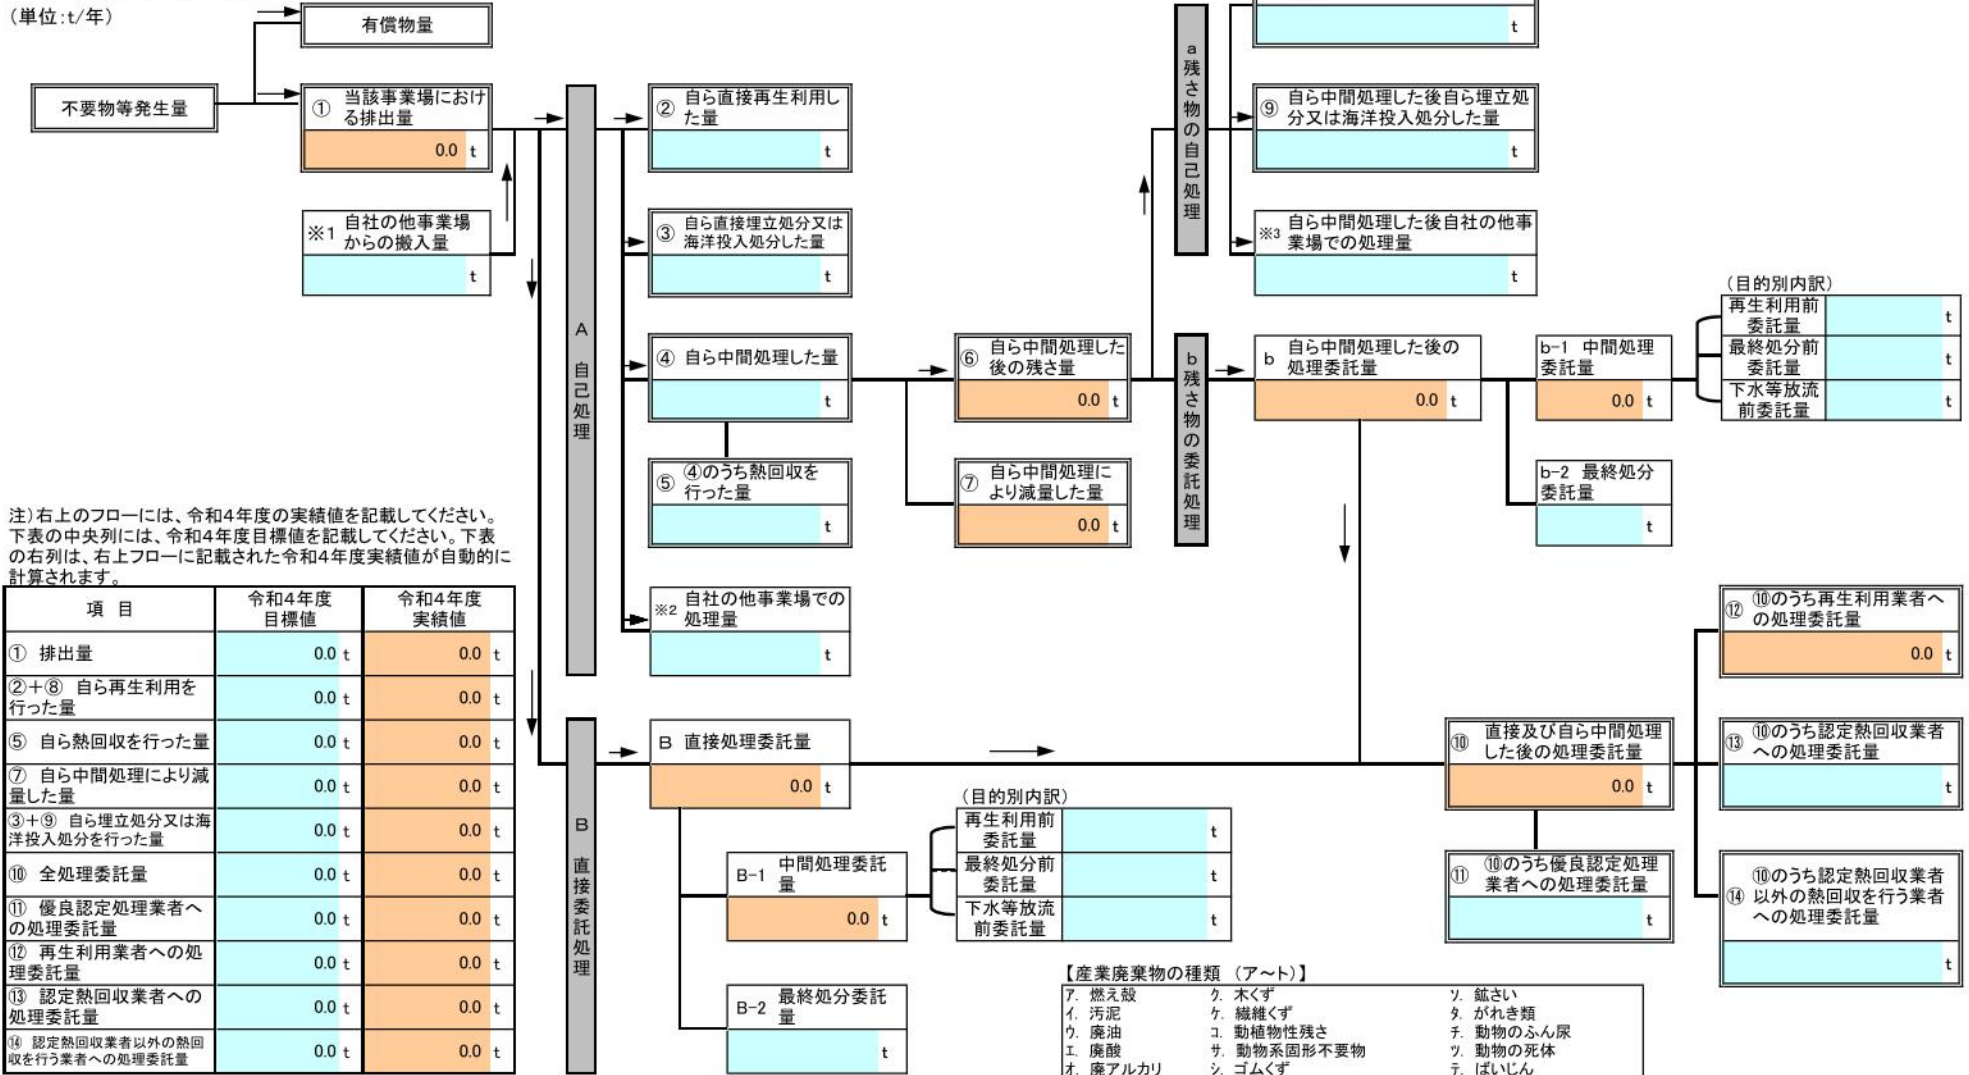 (単位:t/年)
有償物量
不要物等発生量
① 当該事業場におけ
る排出量
0.0 t
※1 自社の他事業場
からの搬入量
t
A 自己処理
② 自ら直接再生利用し
た量
t
③ 自ら直接埋立処分又は
海洋投入処分した量
t
④ 自ら中間処理した量
t
⑤ ④のうち熱回収を
行った量
t
※2 自社の他事業場での
処理量
t
⑥ 自ら中間処理した
後の残さ量
0.0 t
⑦ 自ら中間処理に
より減量した量
0.0 t
a 残さ物の自己処理
t
⑨ 自ら中間処理した後自ら埋立処
分又は海洋投入処分した量
t
※3 自ら中間処理した後自社の他事
業場での処理量
t
b 残さ物の委託処理
b 自ら中間処理した後の
処理委託量
0.0 t
b-1 中間処理
委託量
0.0 t
(目的別内訳)
再生利用前
委託量
t
最終処分前
委託量
t
下水等放流
前委託量
t
b-2 最終処分
委託量
t
注)右上のフローには、令和4年度の実績値を記載してください。
下表の中央列には、令和4年度目標値を記載してください。下表
の右列は、右上フローに記載された令和4年度実績値が自動的に
計算されます。
項 目
令和4年度
目標値
令和4年度
実績値
① 排出量
0.0 t
0.0 t
②+⑧ 自ら再生利用を
行った量
0.0 t
0.0 t
⑤ 自ら熱回収を行った量
0.0 t
0.0 t
⑦ 自ら中間処理により減
量した量
0.0 t
0.0 t
③+⑨ 自ら埋立処分又は海
洋投入処分を行った量
0.0 t
0.0 t
⑩ 全処理委託量
0.0 t
0.0 t
⑪ 優良認定処理業者へ
の処理委託量
0.0 t
0.0 t
⑫ 再生利用業者への処
理委託量
0.0 t
0.0 t
⑬ 認定熱回収業者への
処理委託量
0.0 t
0.0 t
⑭ 認定熱回収業者以外の熱回
収を行う業者への処理委託量
0.0 t
0.0 t
B 直接委託処理
B 直接処理委託量
0.0 t
B-1 中間処理委託
量
0.0 t
(目的別内訳)
再生利用前
委託量
t
最終処分前
委託量
t
下水等放流
前委託量
t
B-2 最終処分委託
量
t
⑩ 直接及び自ら中間処理
した後の処理委託量
0.0 t
⑪ ⑩のうち優良認定処理
業者への処理委託量
t
⑫ ⑩のうち再生利用業者へ
の処理委託量
0.0 t
⑬ ⑩のうち認定熱回収業者
への処理委託量
t
⑭ ⑩のうち認定熱回収業者
以外の熱回収を行う業者
への処理委託量
t
【産業廃棄物の種類 (ア~ト)】
ア. 燃え殻 ク. 木くず ソ. 鉱さい
イ. 汚泥 ケ. 繊維くず タ. がれき類
ウ. 廃油 コ. 動植物性残さ チ. 動物のふん尿
エ. 廃酸 サ. 動物系固形不要物 ツ. 動物の死体
オ. 廃アルカリ シ. ゴムくず テ. ばいじん